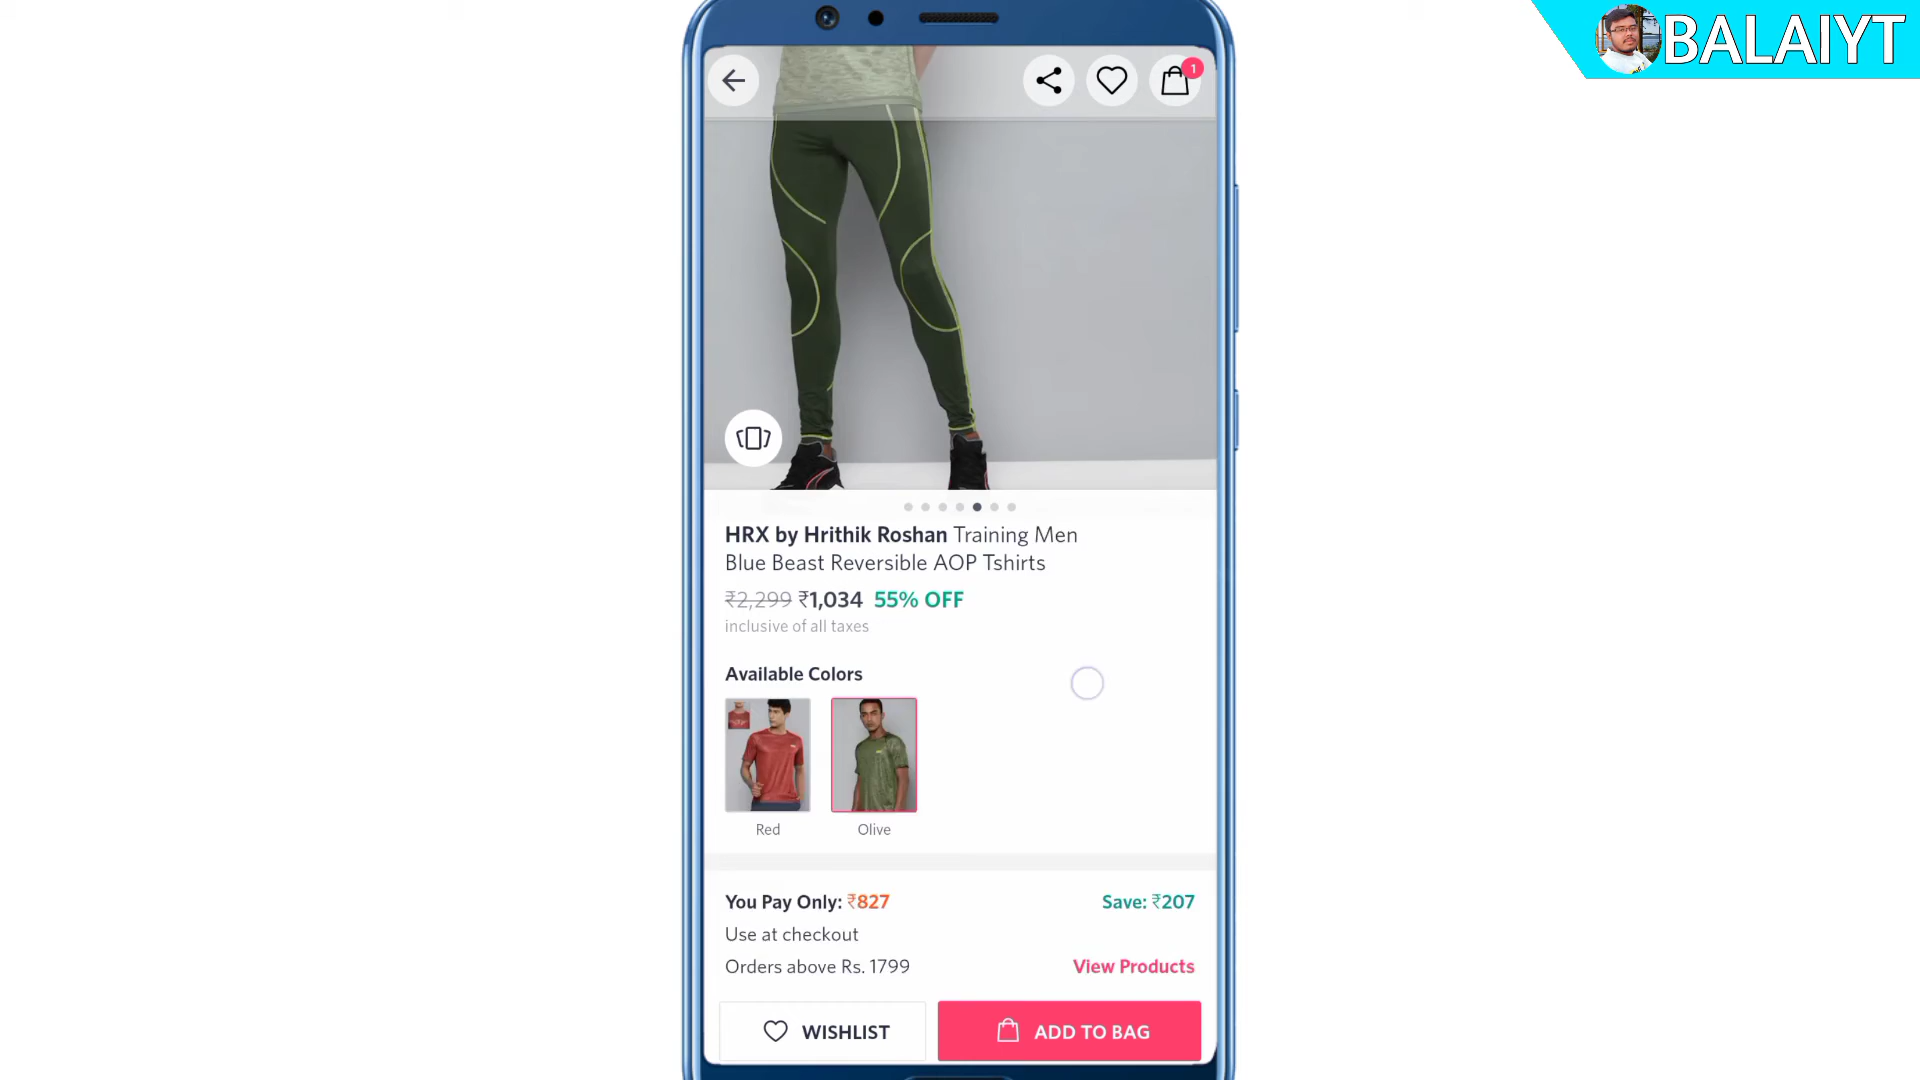 BALAIYT
1
HRX by Hrithik Roshan Training Men
Blue Beast Reversible AOP Tshirts
₹2,299 ₹1,034 55% OFF
inclusive of all taxes
Available Colors
Red
Olive
You Pay Only: ₹827
Save: ₹207
Use at checkout
Orders above Rs. 1799
View Products
WISHLIST
ADD TO BAG